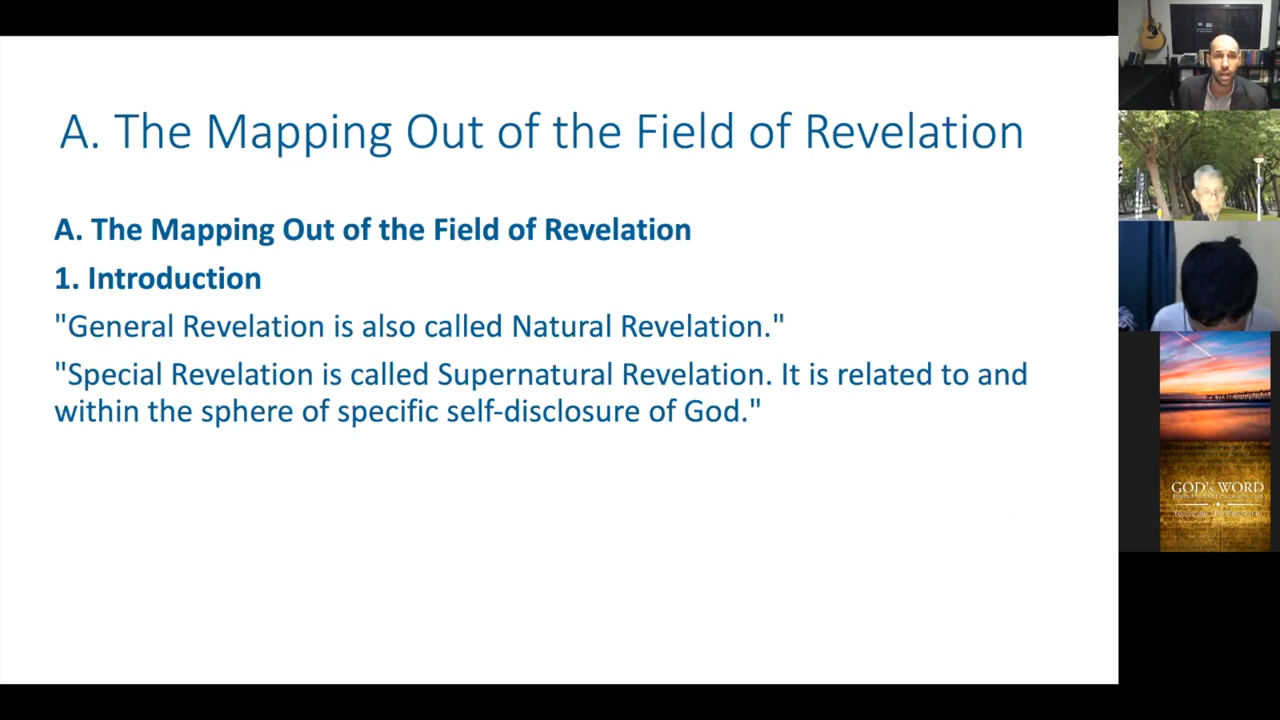 A. The Mapping Out of the Field of Revelation
A. The Mapping Out of the Field of Revelation
1. Introduction
"General Revelation is also called Natural Revelation."
"Special Revelation is called Supernatural Revelation. It is related to and
within the sphere of specific self-disclosure of God."
GOD's WORD